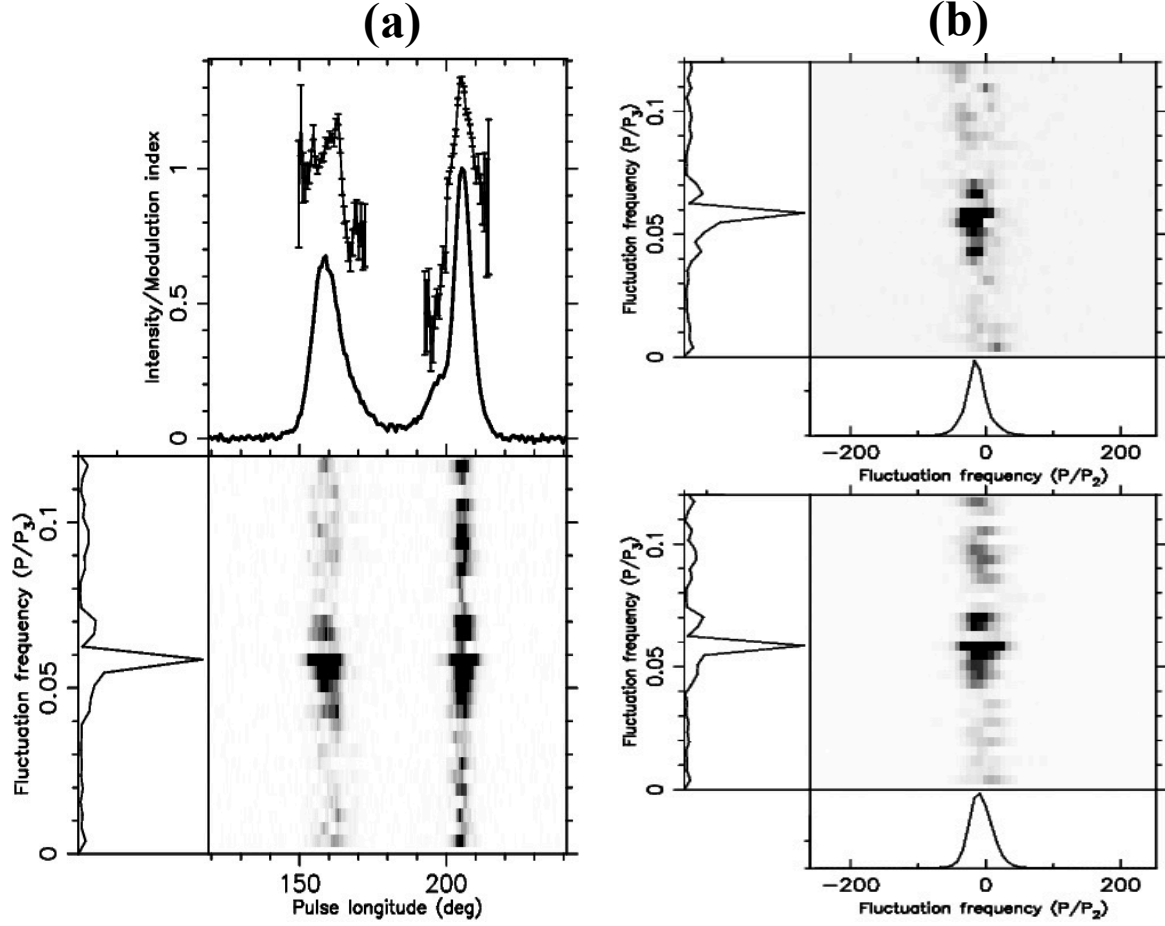 (a)
(b)
Intensity/Modulation index
1
0.5
0
Fluctuation frequency (P/P₃)
0.1
0.05
0
150
200
Pulse longitude (deg)
Fluctuation frequency (P/P₃)
0.1
0.05
0
−200
0
200
Fluctuation frequency (P/P₂)
Fluctuation frequency (P/P₃)
0.1
0.05
0
−200
0
200
Fluctuation frequency (P/P₂)